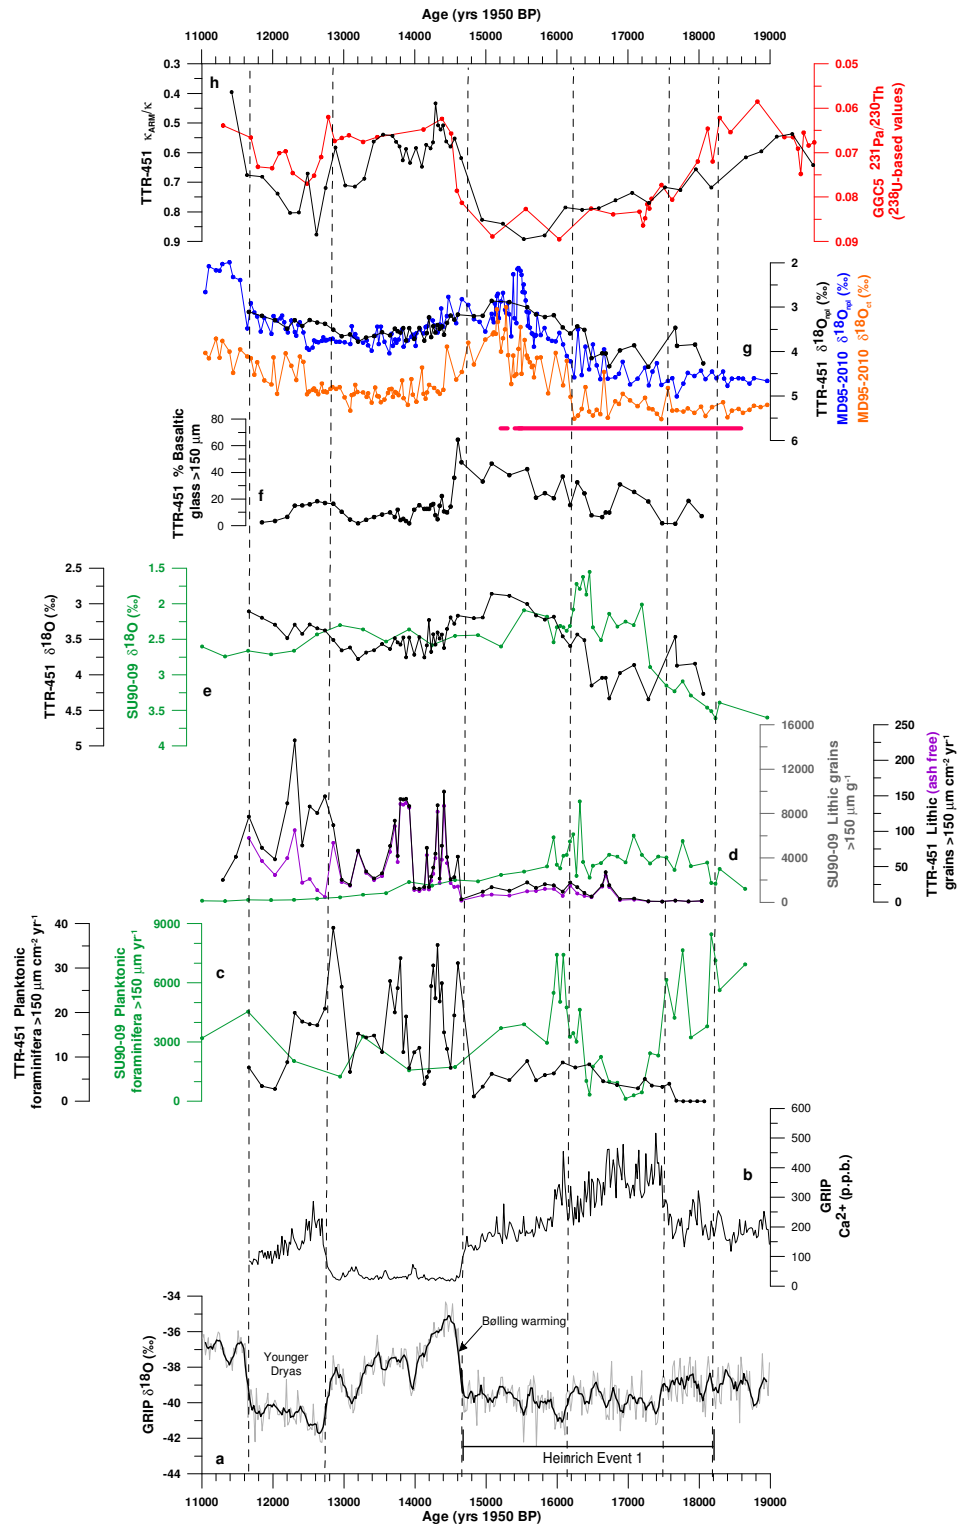 Age (yrs 1950 BP)
11000 12000 13000 14000 15000 16000 17000 18000 19000
h
TTR-451 κARM/κ
0.3
0.4
0.5
0.6
0.7
0.8
0.9
0.05
0.06
0.07
0.08
0.09
GGC5 231Pa/230Th
(238U-based values)
g
2
3
4
5
6
TTR-451 δ18Onpl (‰)
MD95-2010 δ18Onpl (‰)
MD95-2010 δ18Oct (‰)
f
TTR-451 % Basaltic
glass >150 μm
80
60
40
20
0
e
TTR-451 δ18O (‰)
2.5
3
3.5
4
4.5
5
SU90-09 δ18O (‰)
1.5
2
2.5
3
3.5
4
d
16000
12000
8000
4000
0
SU90-09 Lithic grains
>150 μm g-1
250
200
150
100
50
0
TTR-451 Lithic (ash free)
grains >150 μm cm-2 yr1
c
TTR-451 Planktonic
foraminifera >150 μm cm-2 yr1
40
30
20
10
0
SU90-09 Planktonic
foraminifera >150 μm yr1
9000
6000
3000
0
b
600
500
400
300
200
100
0
GRIP
Ca2+ (p.p.b.)
a
GRIP δ18O (‰)
-34
-36
-38
-40
-42
-44
Younger
Dryas
Bølling warming
Heinrich Event 1
11000 12000 13000 14000 15000 16000 17000 18000 19000
Age (yrs 1950 BP)